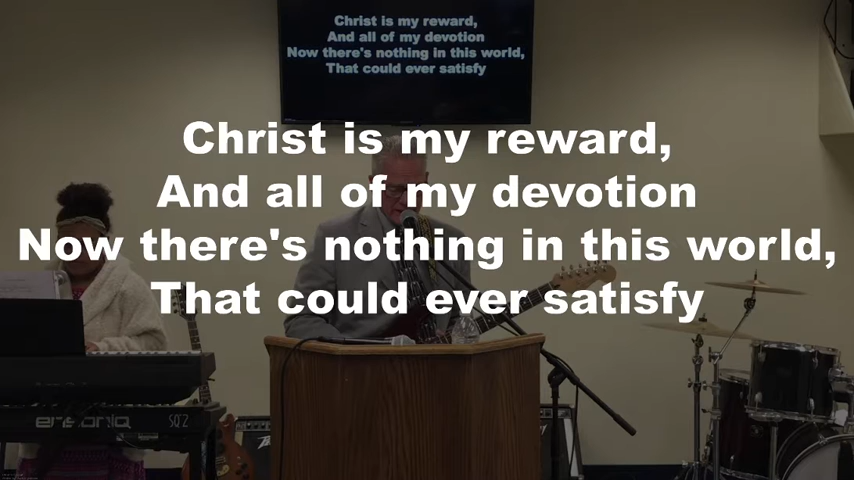 Christ is my reward,
And all of my devotion
Now there's nothing in this world,
That could ever satisfy
Christ is my reward,
And all of my devotion
Now there's nothing in this world,
That could ever satisfy
ensoniq SQ2